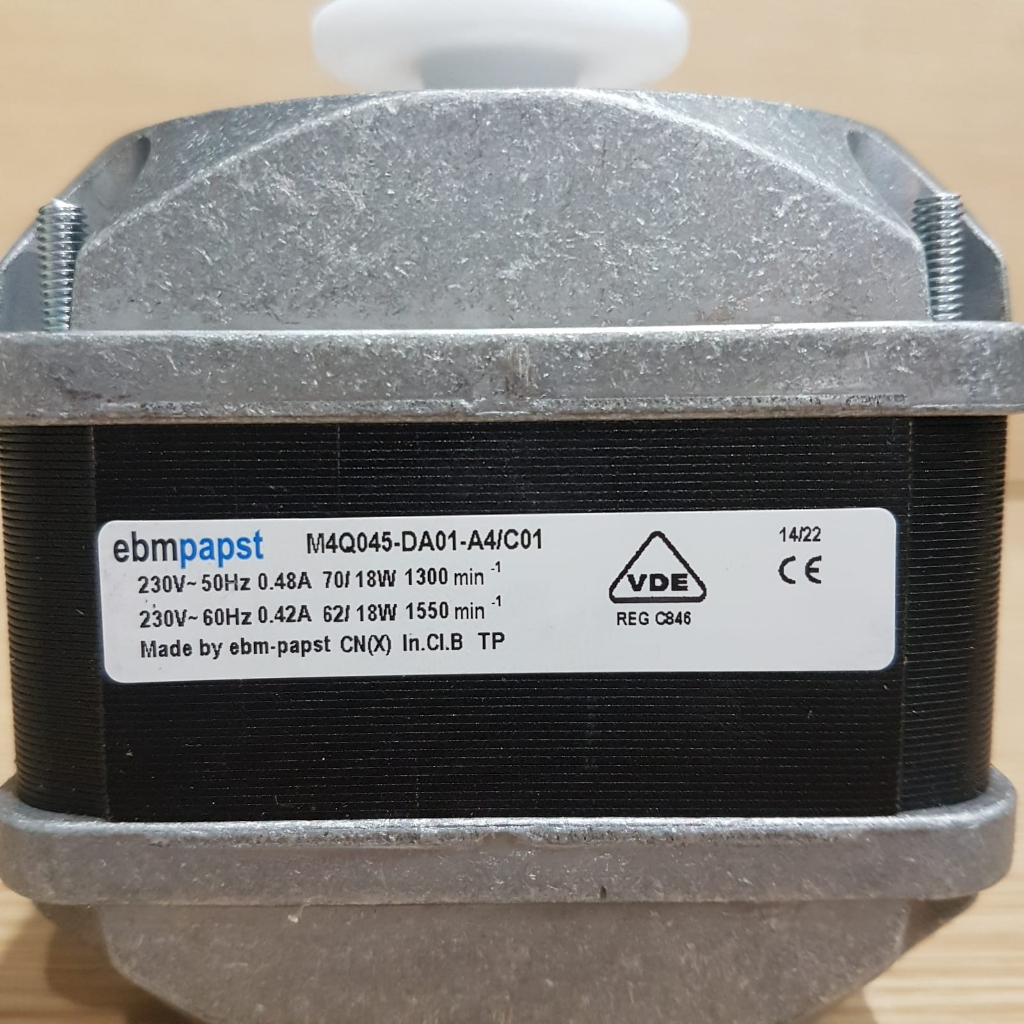 ebmpapst M4Q045-DA01-A4/C01
230V~ 50Hz 0.48A 70/18W 1300 min⁻¹
230V~ 60Hz 0.42A 62/18W 1550 min⁻¹
Made by ebm-papst CN(X) In.Cl.B TP
VDE
REG C846
14/22
CE